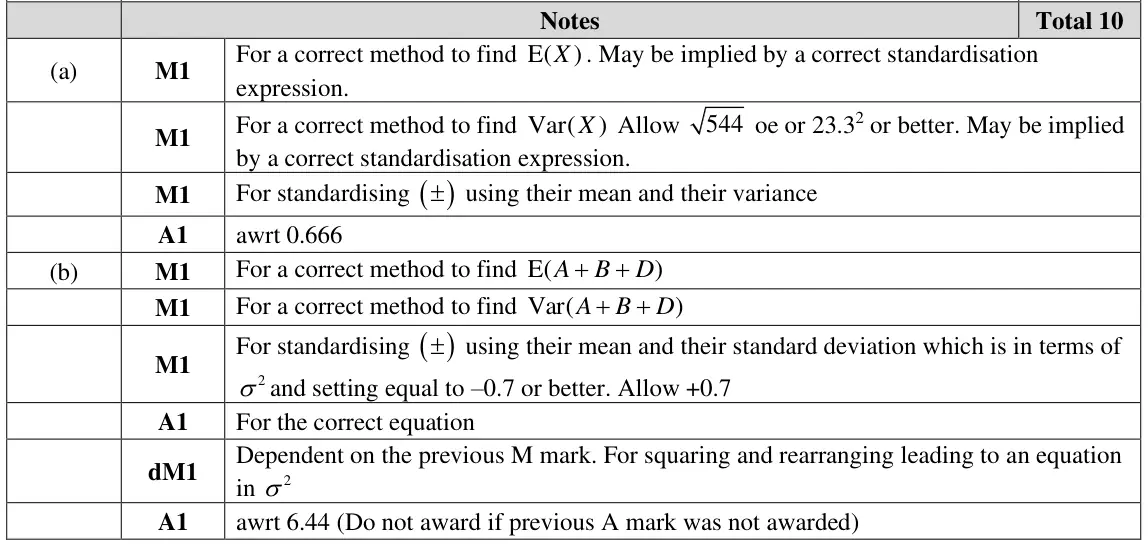 Notes Total 10
(a) M1 For a correct method to find E(X). May be implied by a correct standardisation
expression.
M1 For a correct method to find Var(X) Allow √544 oe or 23.3² or better. May be implied
by a correct standardisation expression.
M1 For standardising (±) using their mean and their variance
A1 awrt 0.666
(b) M1 For a correct method to find E(A + B + D)
M1 For a correct method to find Var(A + B + D)
M1 For standardising (±) using their mean and their standard deviation which is in terms of
σ² and setting equal to –0.7 or better. Allow +0.7
A1 For the correct equation
dM1 Dependent on the previous M mark. For squaring and rearranging leading to an equation
in σ²
A1 awrt 6.44 (Do not award if previous A mark was not awarded)